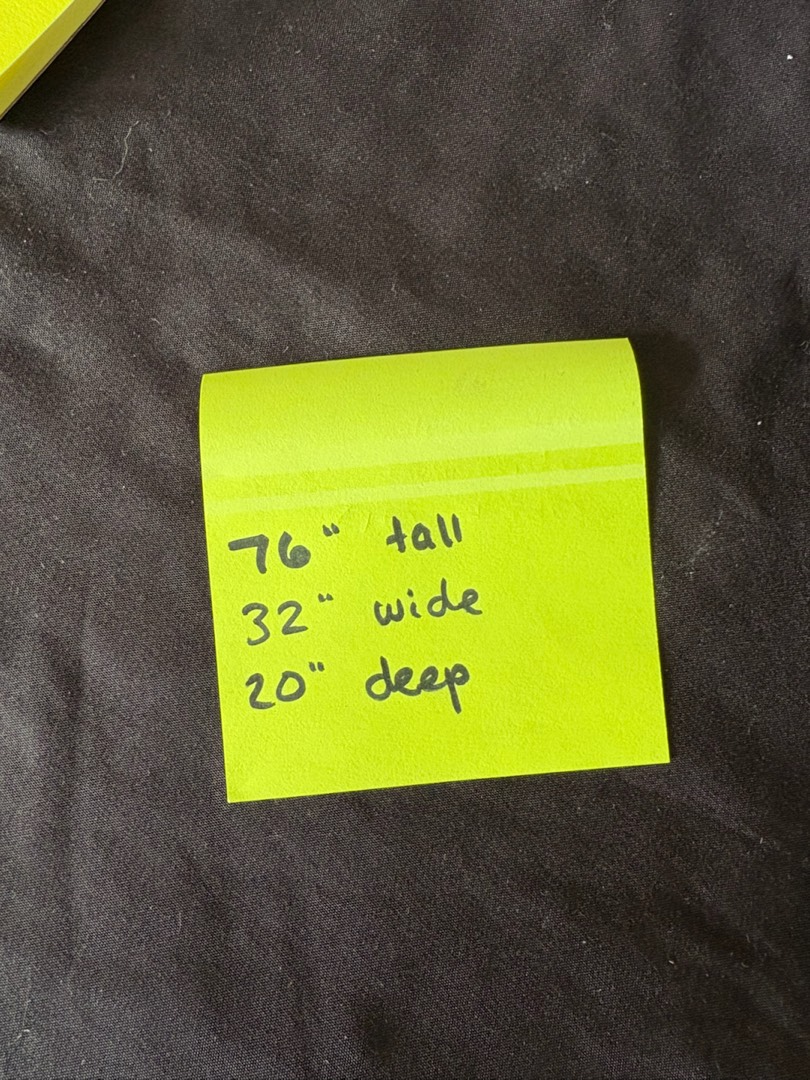 76" tall
32" wide
20" deep